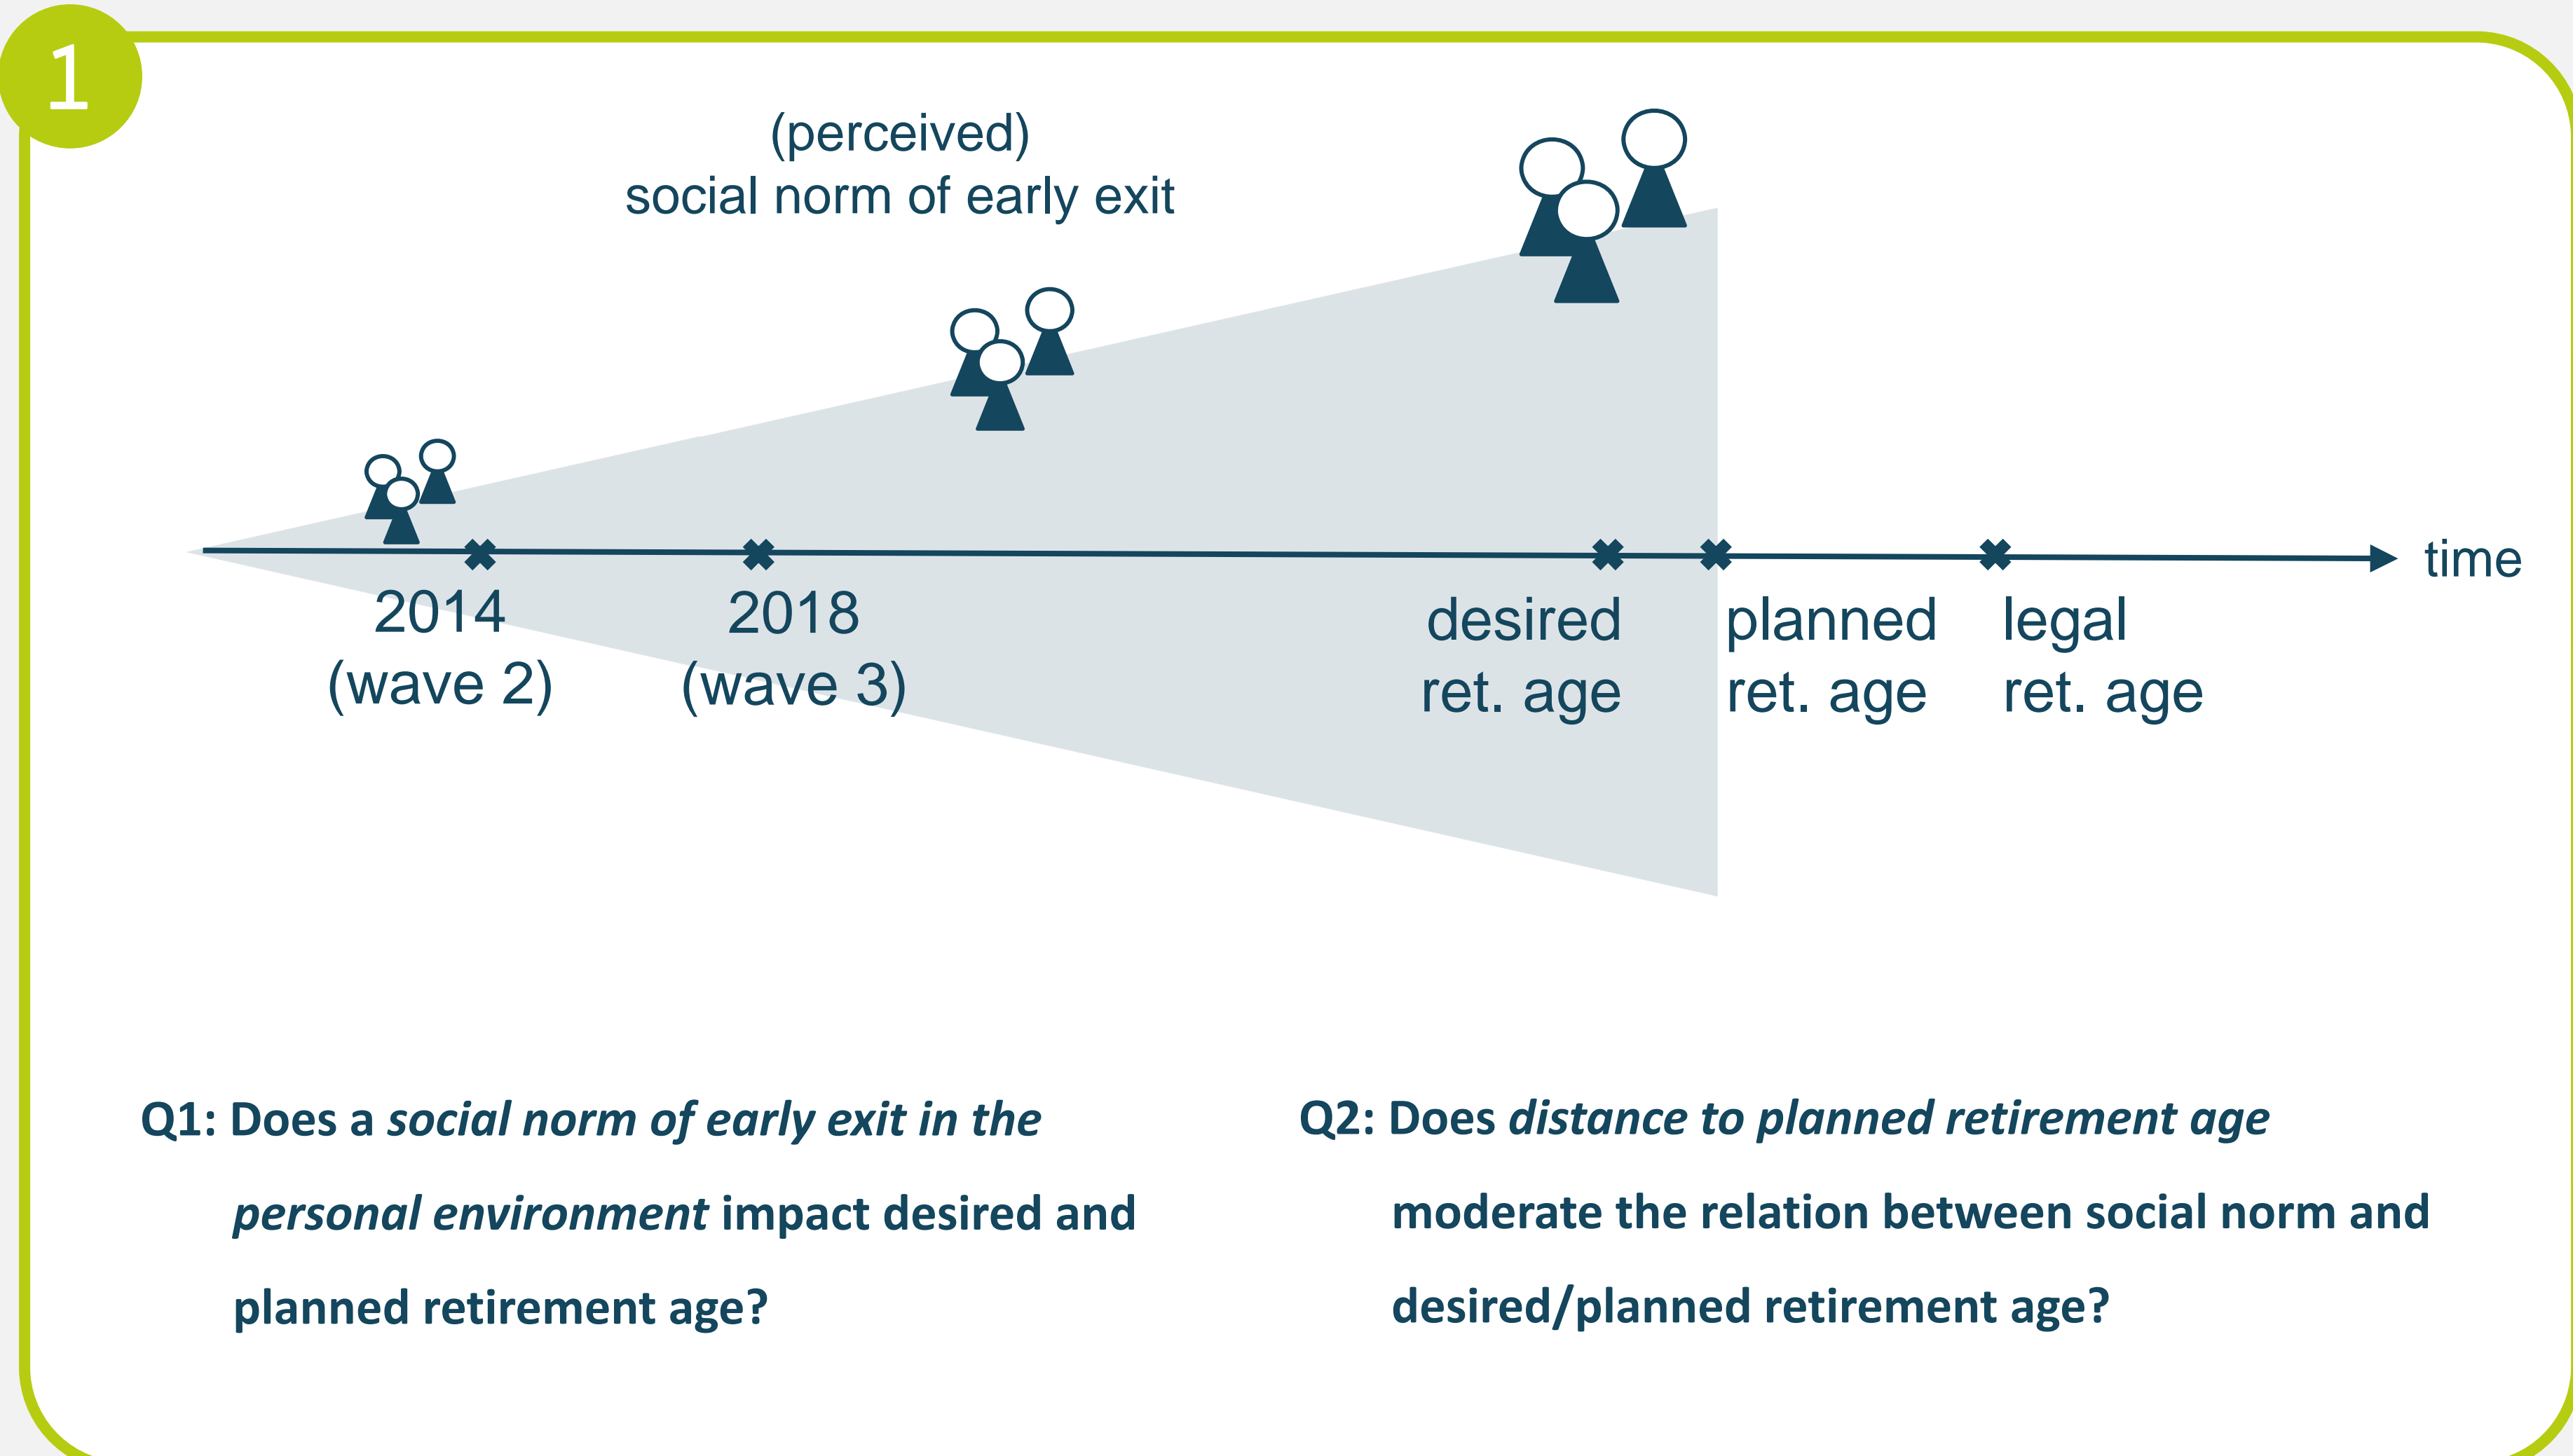 1
(perceived)
social norm of early exit
time
2014
(wave 2)
2018
(wave 3)
desired
ret. age
planned
ret. age
legal
ret. age
Q1: Does a social norm of early exit in the
personal environment impact desired and
planned retirement age?
Q2: Does distance to planned retirement age
moderate the relation between social norm and
desired/planned retirement age?